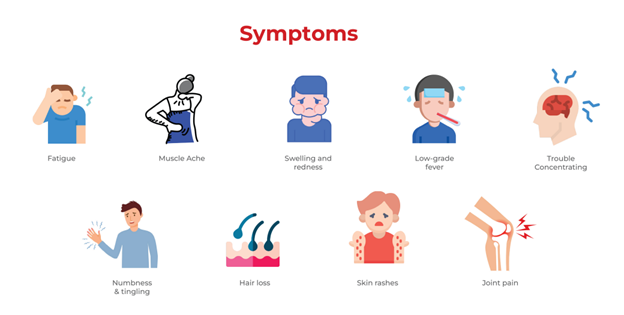 Symptoms
Fatigue
Muscle Ache
Swelling and
redness
Low-grade
fever
Trouble
Concentrating
Numbness
& tingling
Hair loss
Skin rashes
Joint pain